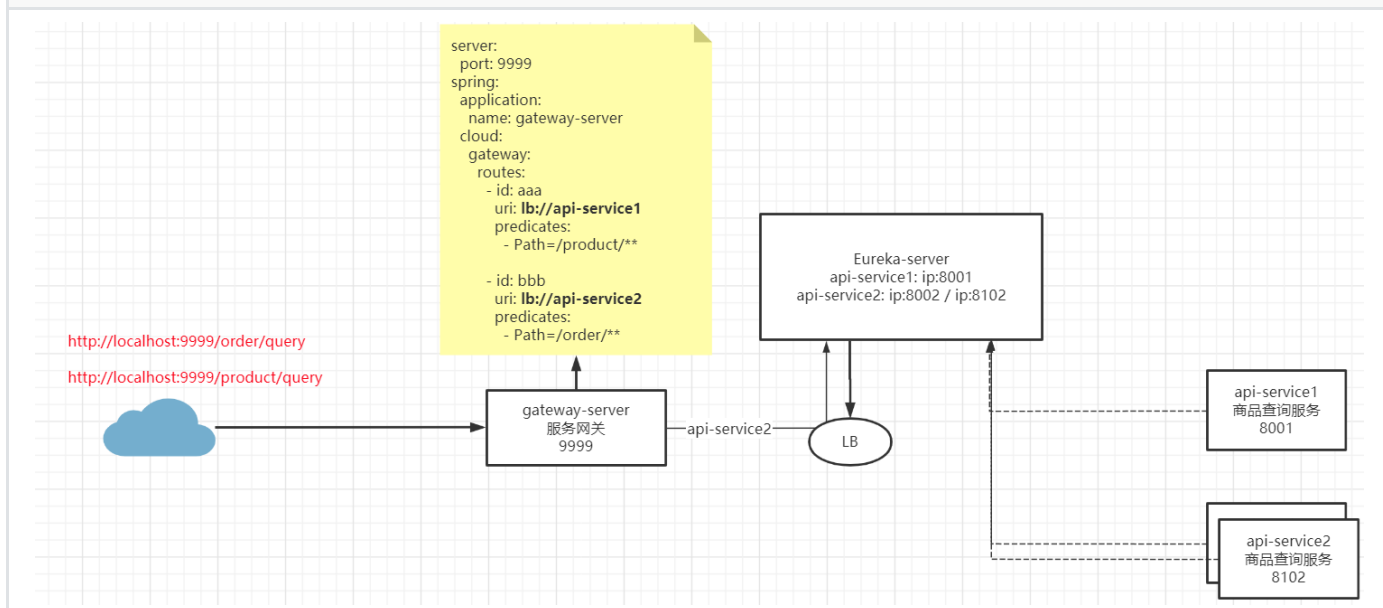 server:
port: 9999
spring:
application:
name: gateway-server
cloud:
gateway:
routes:
- id: aaa
uri: lb://api-service1
predicates:
- Path=/product/**
- id: bbb
uri: lb://api-service2
predicates:
- Path=/order/**
Eureka-server
api-service1: ip:8001
api-service2: ip:8002 / ip:8102
http://localhost:9999/order/query
http://localhost:9999/product/query
gateway-server
服务网关
9999
api-service2
LB
api-service1
商品查询服务
8001
api-service2
商品查询服务
8102